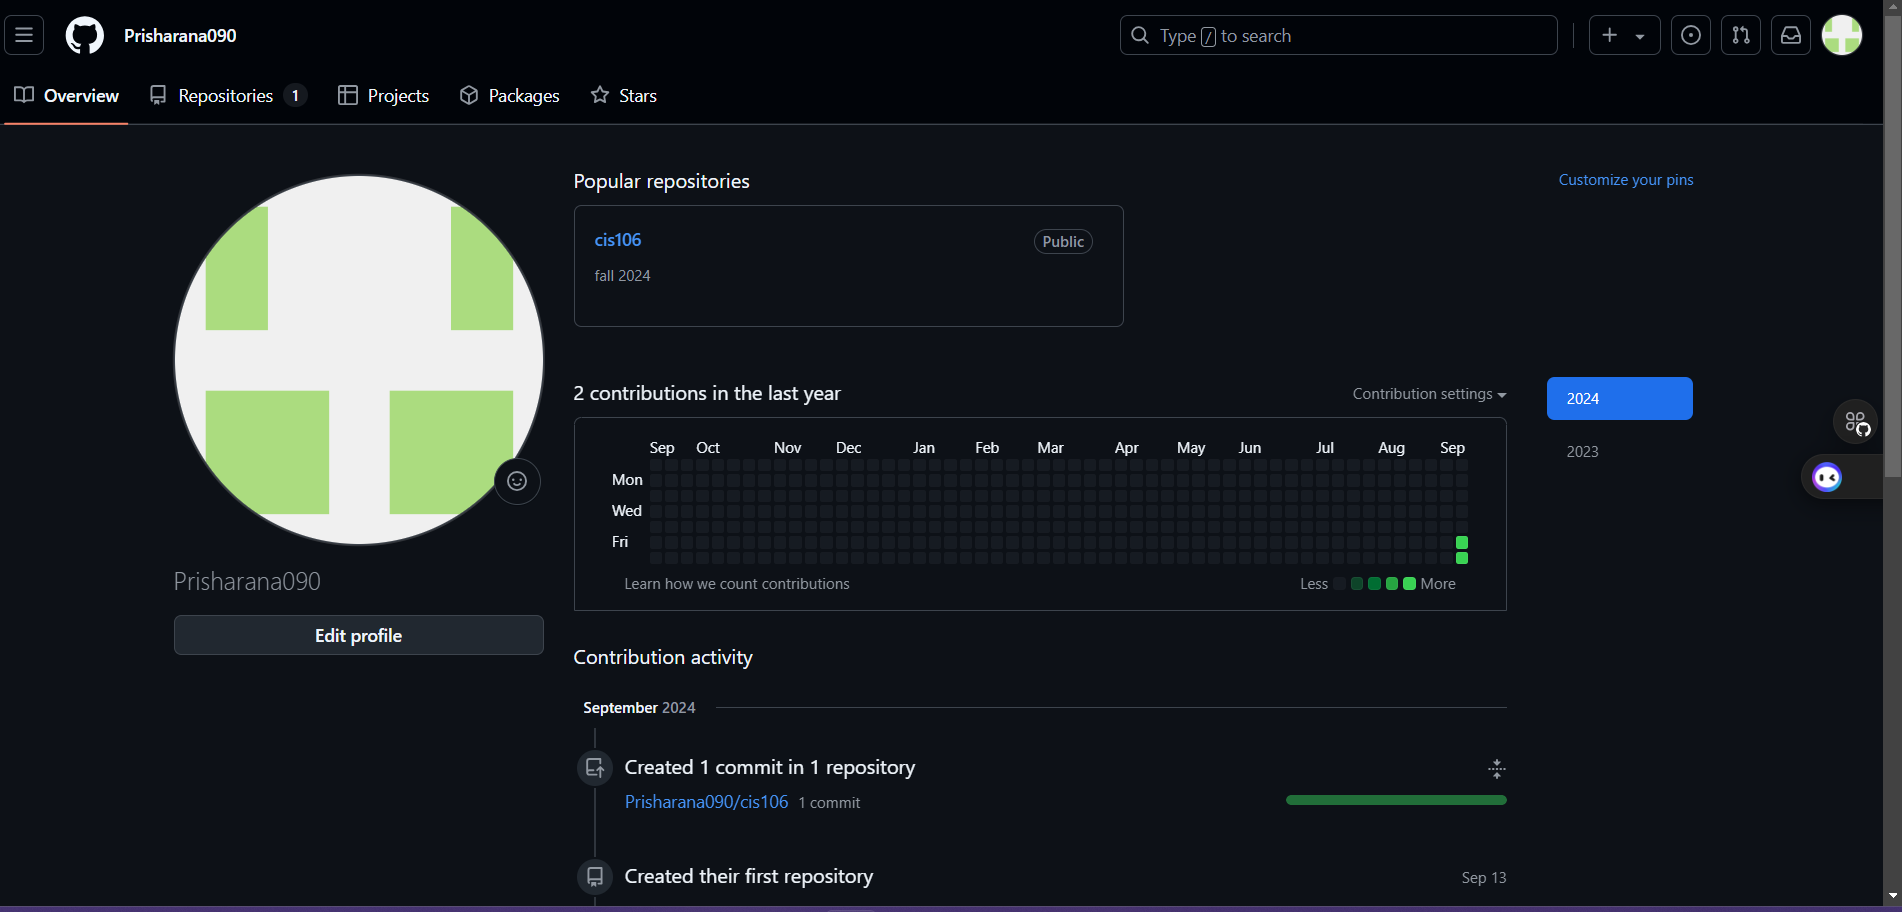 Prisharana090
Type / to search
Overview
Repositories 1
Projects
Packages
Stars
Popular repositories
Customize your pins
cis106
Public
fall 2024
2 contributions in the last year
Contribution settings
2024
2023
Sep Oct Nov Dec Jan Feb Mar Apr May Jun Jul Aug Sep
Mon
Wed
Fri
Learn how we count contributions
Less More
Prisharana090
Edit profile
Contribution activity
September 2024
Created 1 commit in 1 repository
Prisharana090/cis106 1 commit
Created their first repository
Sep 13